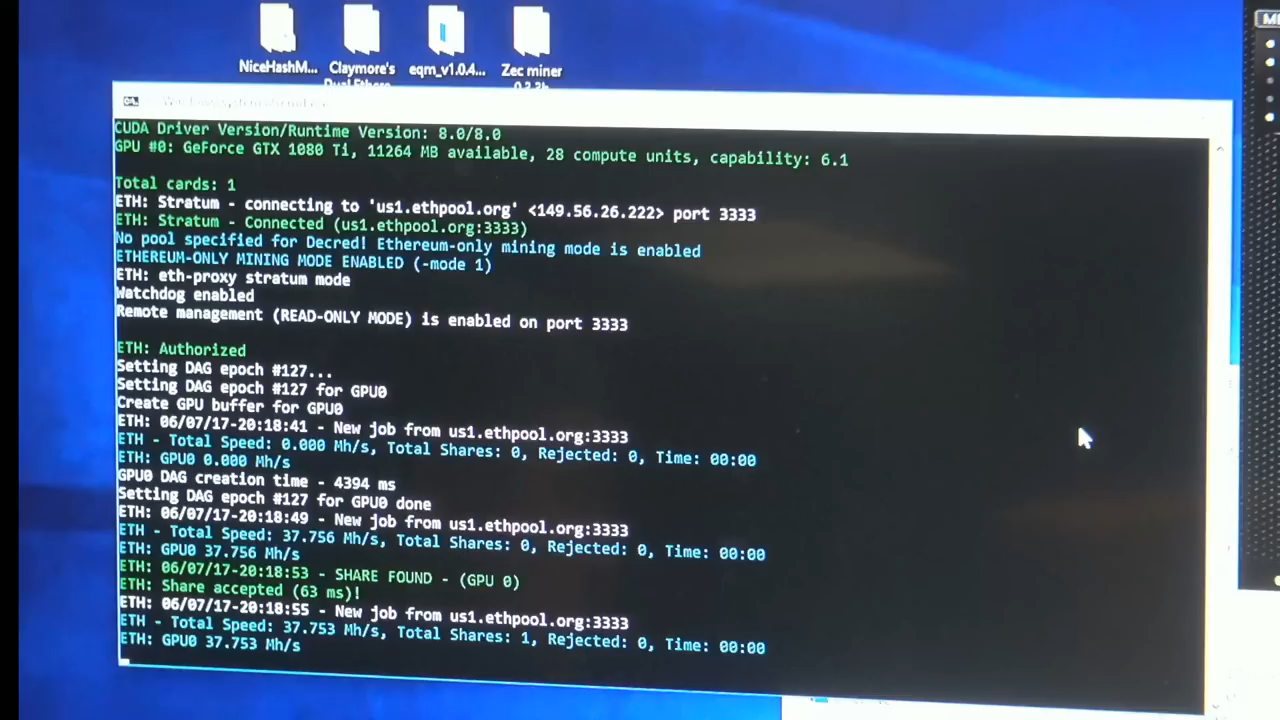 NiceHashM...
Claymore's
eqm_v1.0.4...
Zec miner
CUDA Driver Version/Runtime Version: 8.0/8.0
GPU #0: GeForce GTX 1080 Ti, 11264 MB available, 28 compute units, capability: 6.1
Total cards: 1
ETH: Stratum - connecting to 'us1.ethpool.org' <149.56.26.222> port 3333
ETH: Stratum - Connected (us1.ethpool.org:3333)
No pool specified for Decred! Ethereum-only mining mode is enabled
ETHEREUM-ONLY MINING MODE ENABLED (-mode 1)
ETH: eth-proxy stratum mode
Watchdog enabled
Remote management (READ-ONLY MODE) is enabled on port 3333
ETH: Authorized
Setting DAG epoch #127...
Setting DAG epoch #127 for GPU0
Create GPU buffer for GPU0
ETH: 06/07/17-20:18:41 - New job from us1.ethpool.org:3333
ETH - Total Speed: 0.000 Mh/s, Total Shares: 0, Rejected: 0, Time: 00:00
ETH: GPU0 0.000 Mh/s
GPU0 DAG creation time - 4394 ms
Setting DAG epoch #127 for GPU0 done
ETH: 06/07/17-20:18:49 - New job from us1.ethpool.org:3333
ETH - Total Speed: 37.756 Mh/s, Total Shares: 0, Rejected: 0, Time: 00:00
ETH: GPU0 37.756 Mh/s
ETH: 06/07/17-20:18:53 - SHARE FOUND - (GPU 0)
ETH: Share accepted (63 ms)!
ETH: 06/07/17-20:18:55 - New job from us1.ethpool.org:3333
ETH - Total Speed: 37.753 Mh/s, Total Shares: 1, Rejected: 0, Time: 00:00
ETH: GPU0 37.753 Mh/s